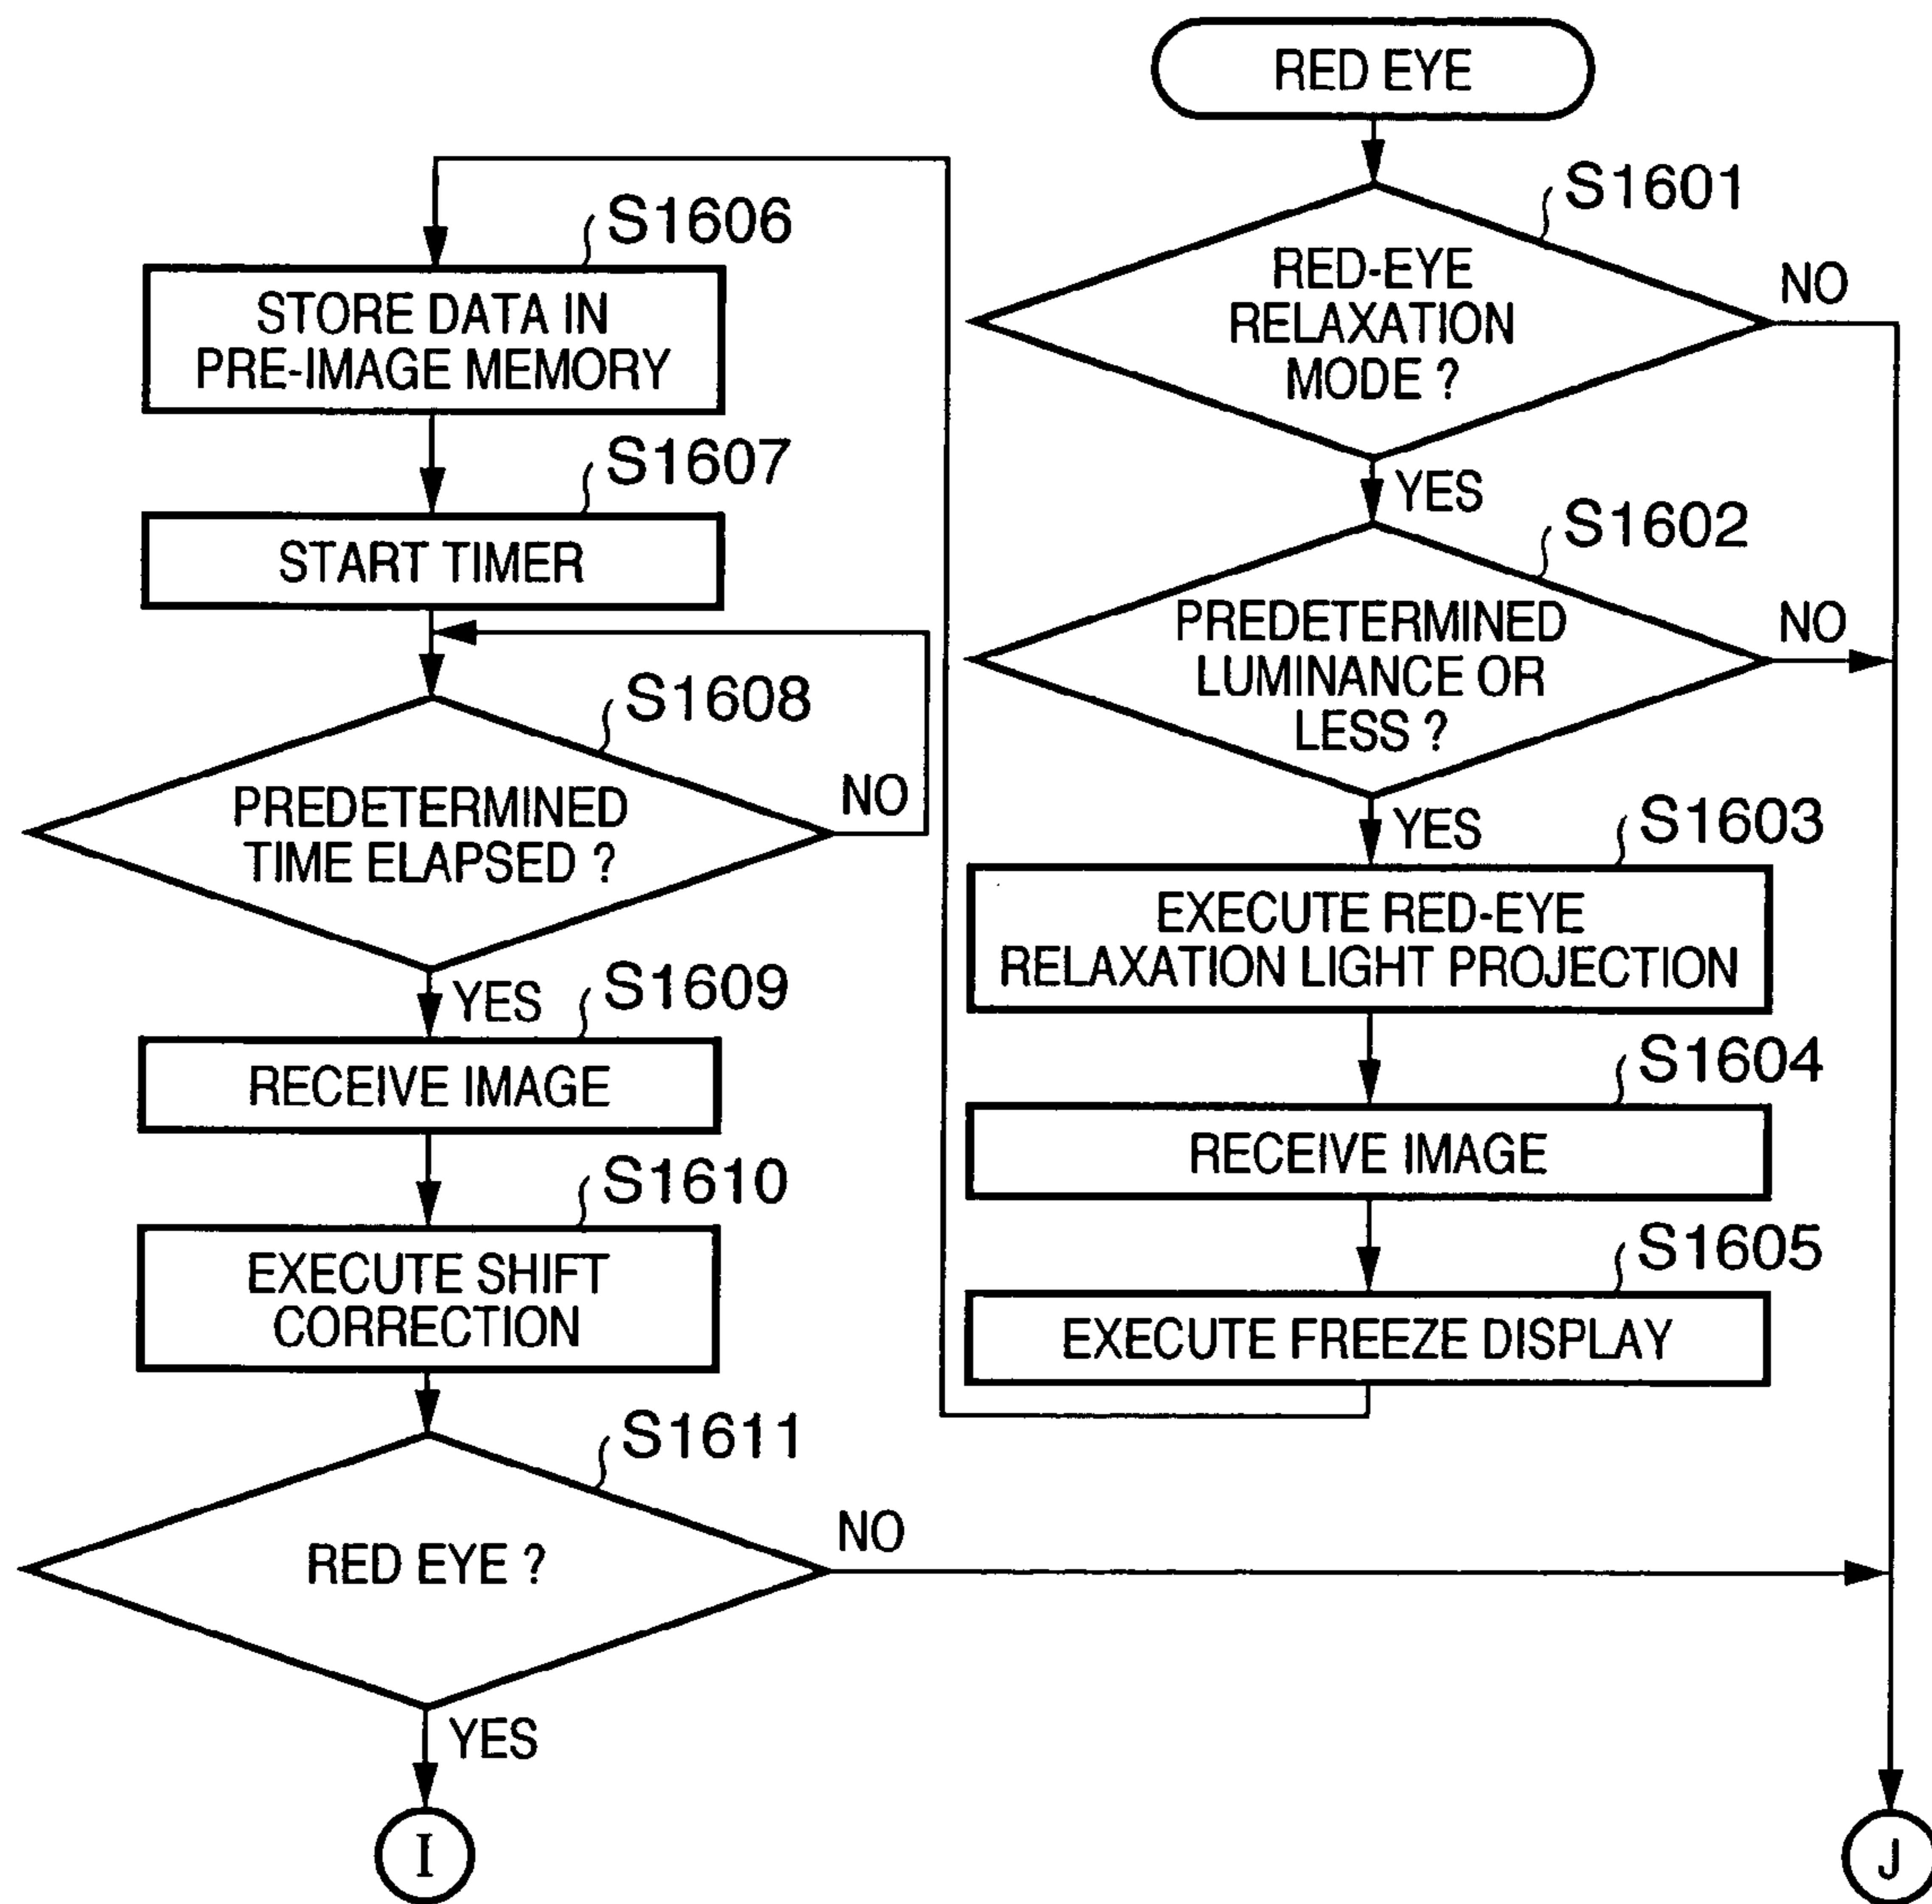 RED EYE
S1601
RED-EYE
RELAXATION
MODE ?
NO
YES
S1602
PREDETERMINED
LUMINANCE OR
LESS ?
NO
YES
S1603
EXECUTE RED-EYE
RELAXATION LIGHT PROJECTION
S1604
RECEIVE IMAGE
S1605
EXECUTE FREEZE DISPLAY
S1606
STORE DATA IN
PRE-IMAGE MEMORY
S1607
START TIMER
S1608
PREDETERMINED
TIME ELAPSED ?
NO
YES
S1609
RECEIVE IMAGE
S1610
EXECUTE SHIFT
CORRECTION
S1611
RED EYE ?
NO
YES
I
J